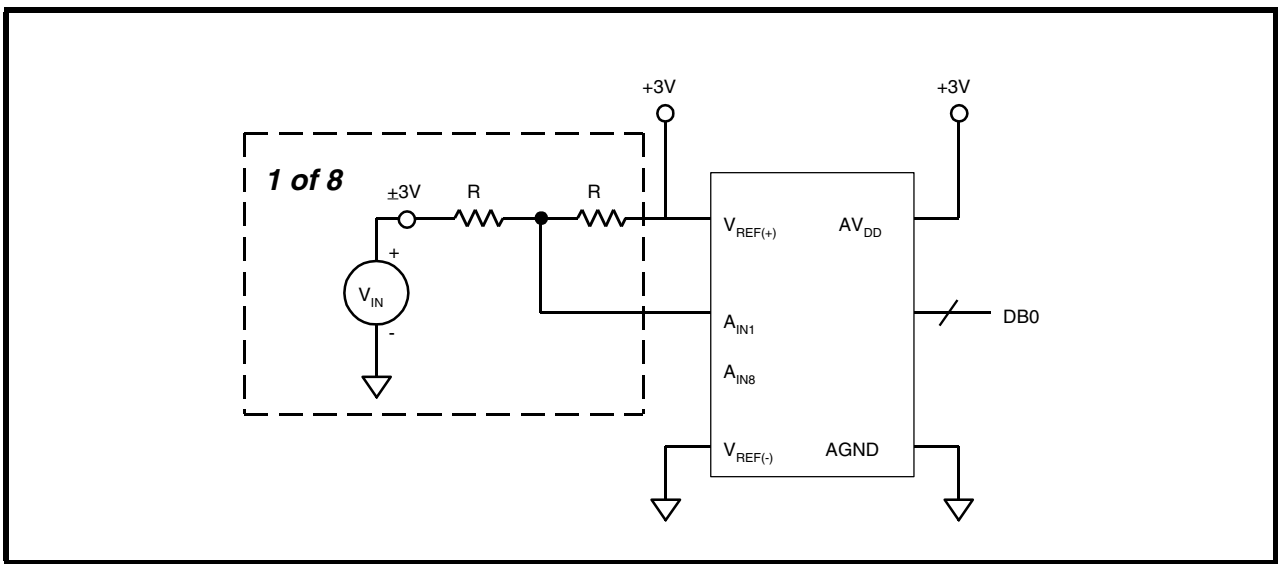 +3V
+3V
1 of 8
±3V
R
R
VREF(+)
AVDD
+
VIN
-
AIN1
DB0
AIN8
VREF(-)
AGND